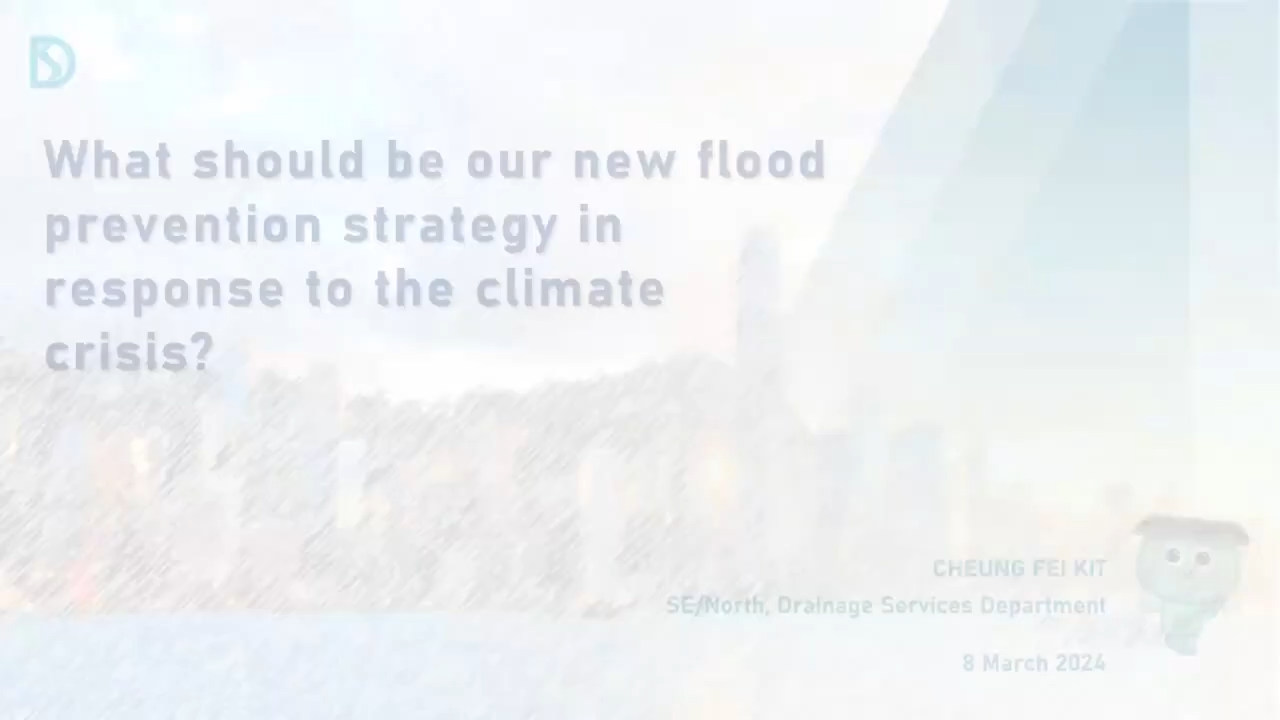 What should be our new flood
prevention strategy in
response to the climate
crisis?
CHEUNG FEI KIT
SE/North, Drainage Services Department
8 March 2024